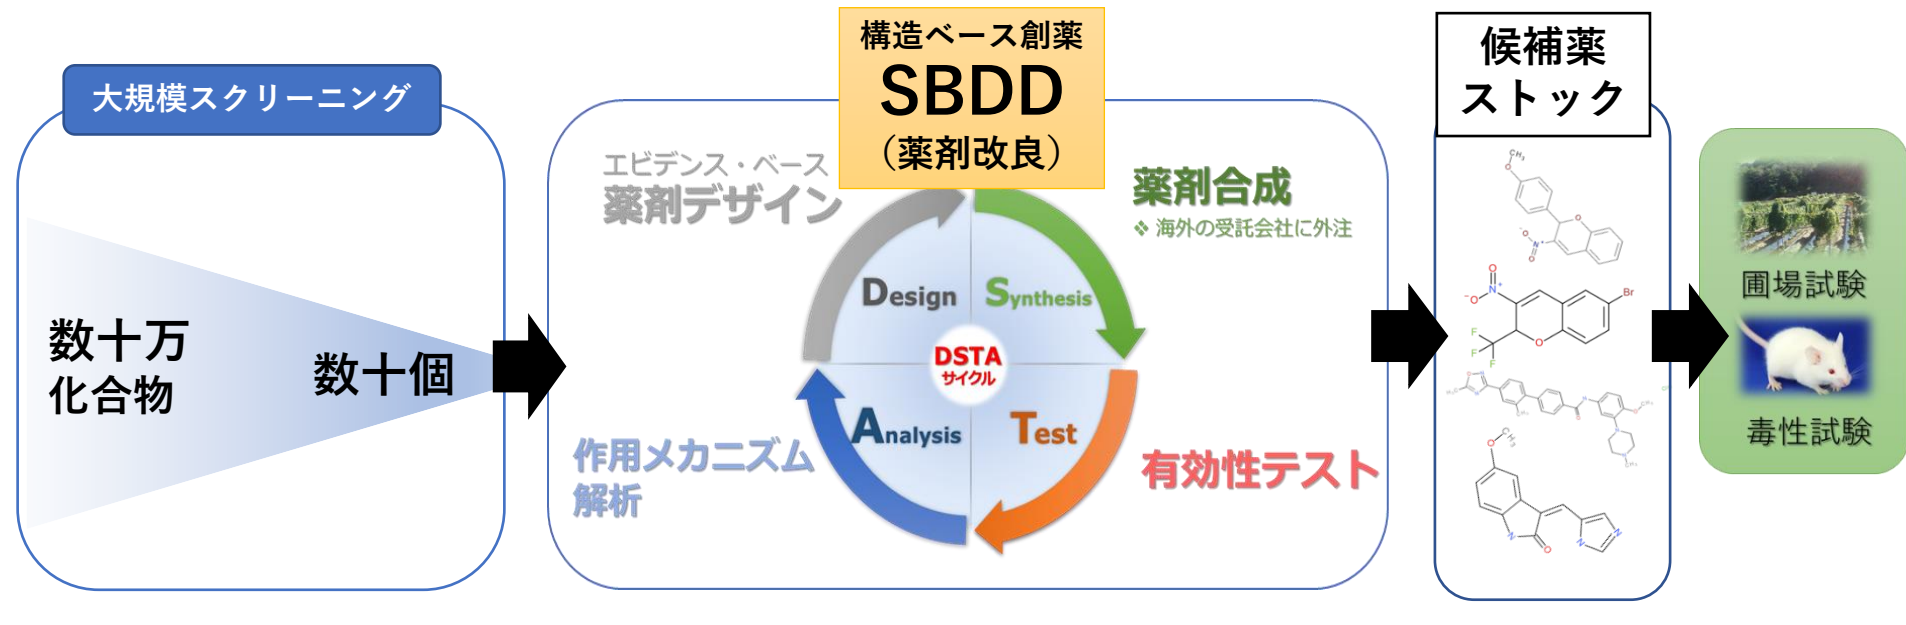 大規模スクリーニング
数十万
化合物
数十個
構造ベース創薬
SBDD
（薬剤改良）
エビデンス・ベース
薬剤デザイン
薬剤合成
❖ 海外の受託会社に外注
Design
Synthesis
DSTA
サイクル
Analysis
Test
作用メカニズム
解析
有効性テスト
候補薬
ストック
CH₃
O
O
O⁻
N⁺
O
O
N⁺
⁻O
Br
F
F
F
O
O
CH₃
N
N
O
圃場試験
毒性試験